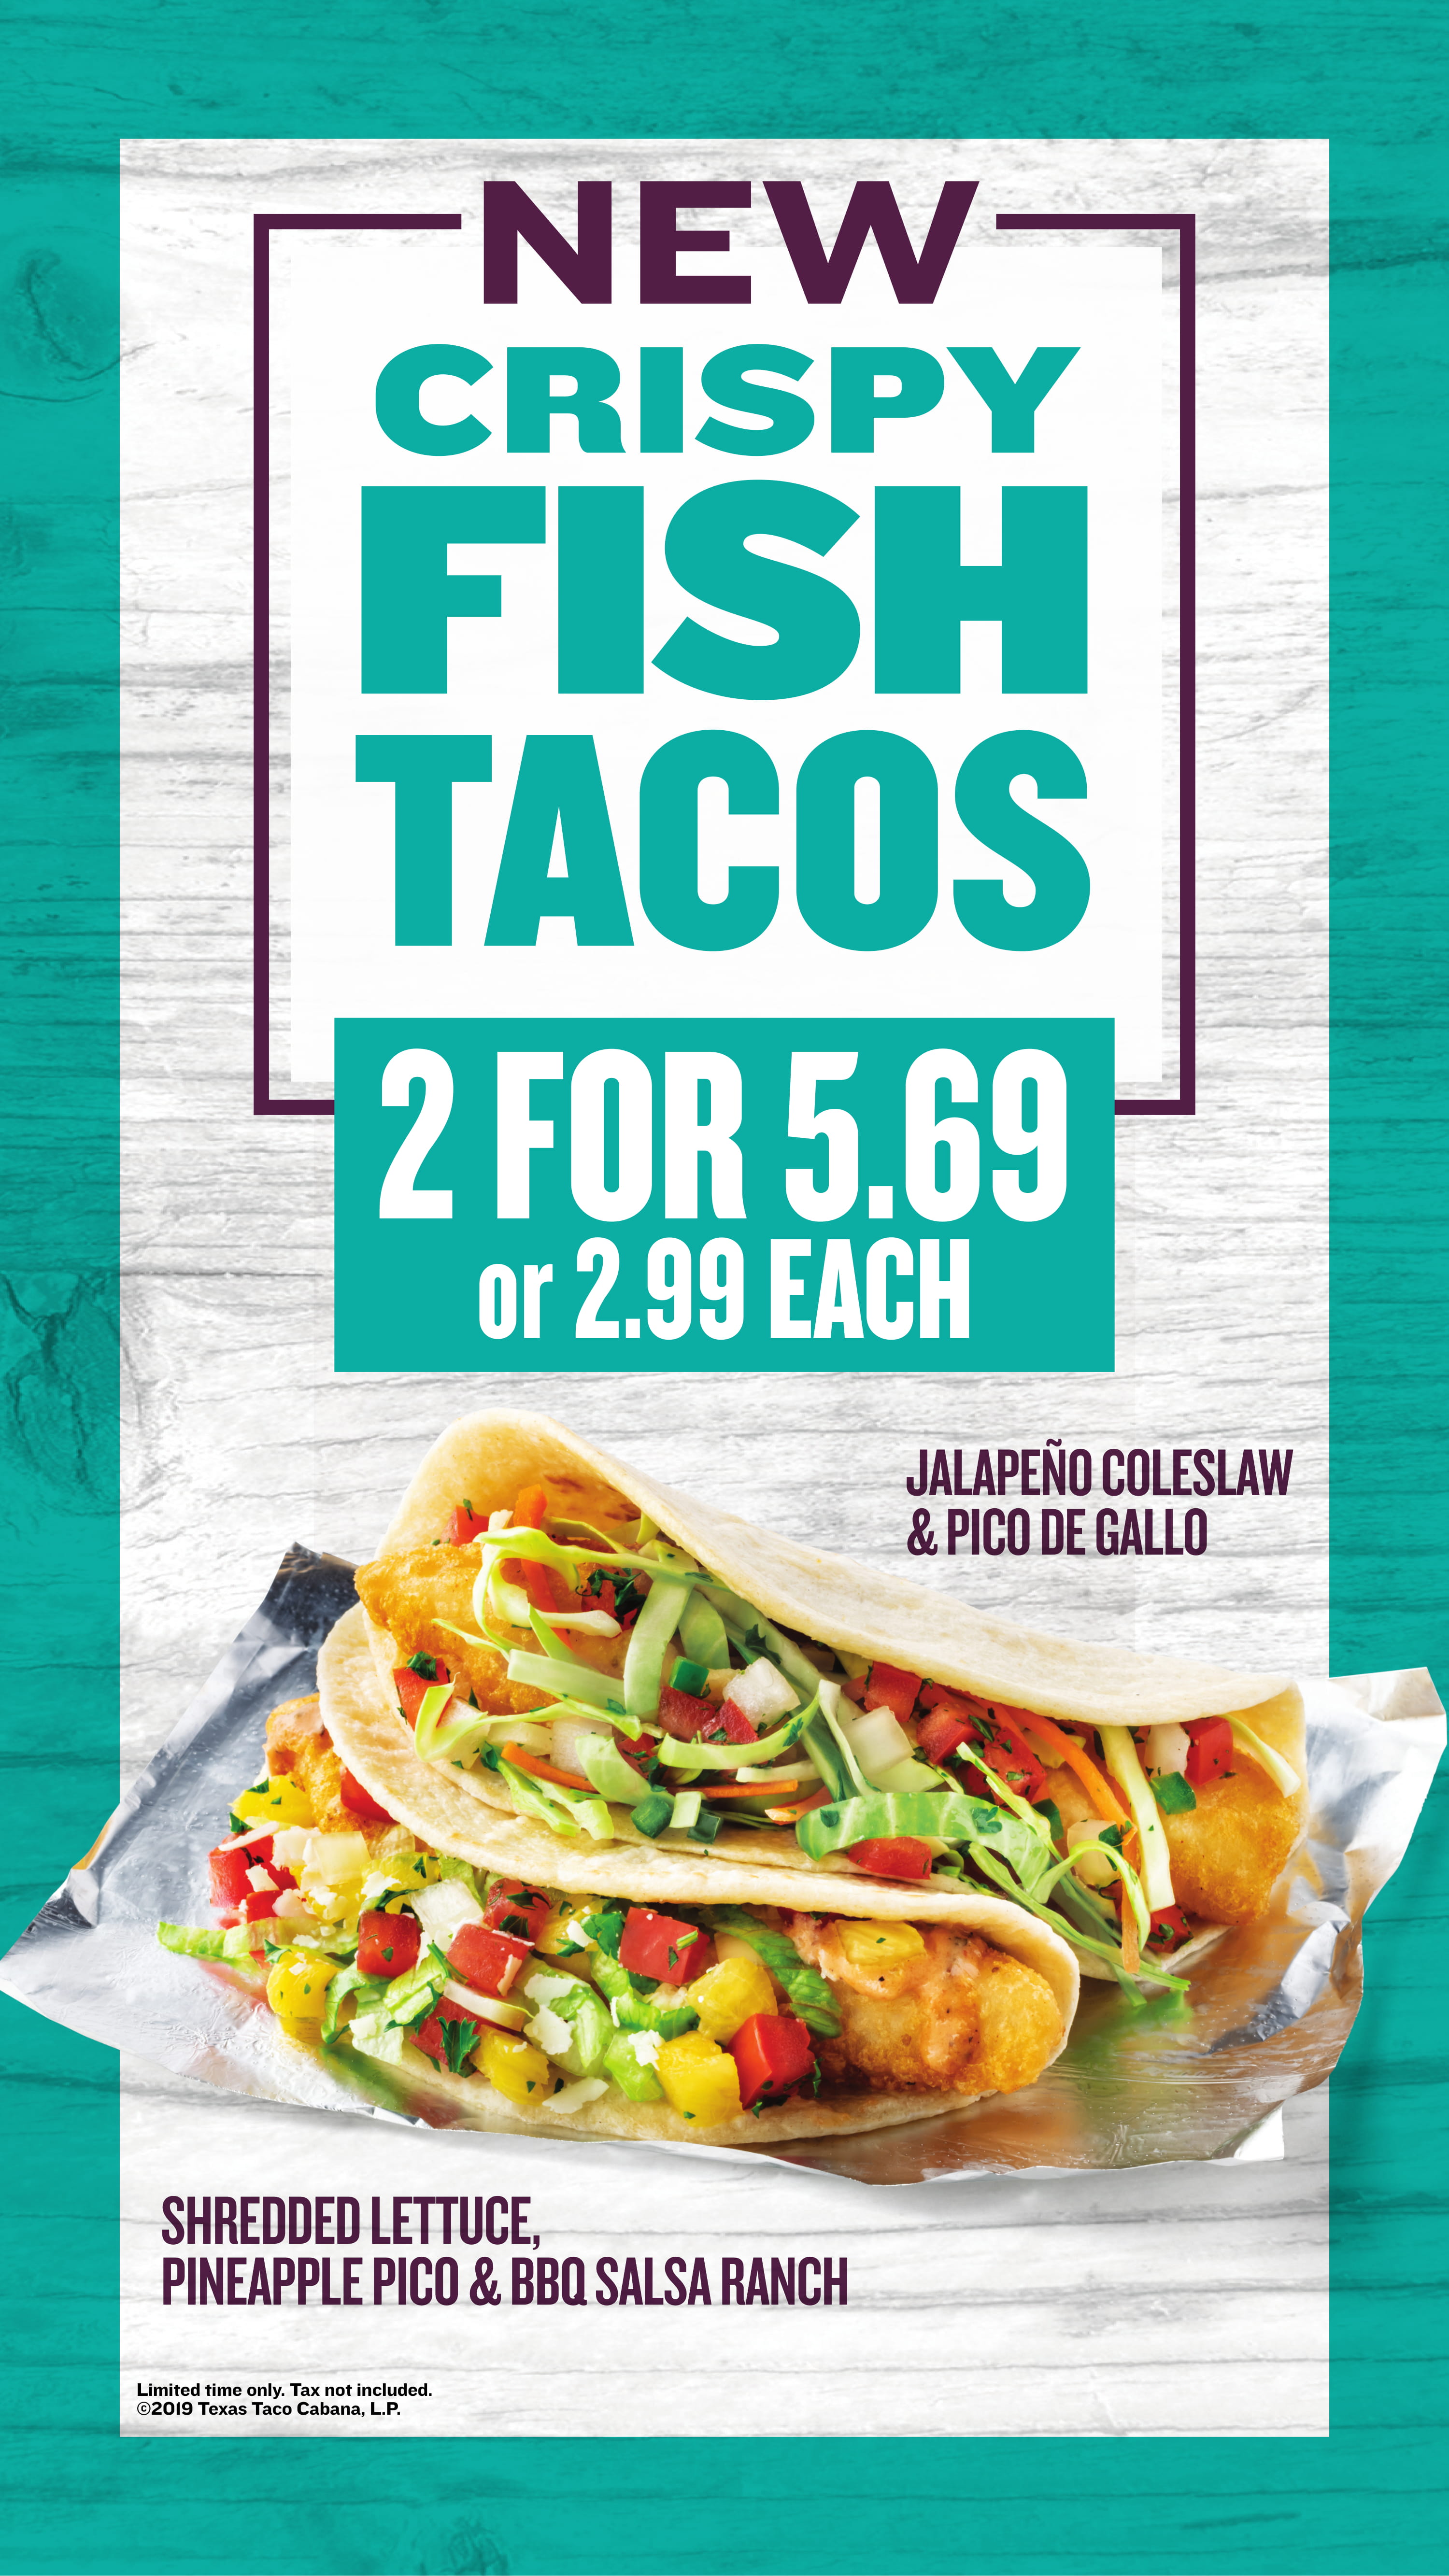 NEW
CRISPY
FISH
TACOS
2 FOR 5.69
or 2.99 EACH
JALAPEÑO COLESLAW
& PICO DE GALLO
SHREDDED LETTUCE,
PINEAPPLE PICO & BBQ SALSA RANCH
Limited time only. Tax not included.
©2019 Texas Taco Cabana, L.P.